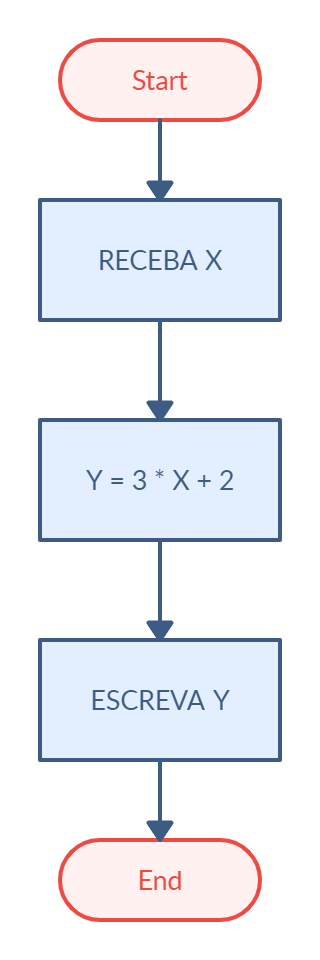 Start
RECEBA X
Y = 3 * X + 2
ESCREVA Y
End